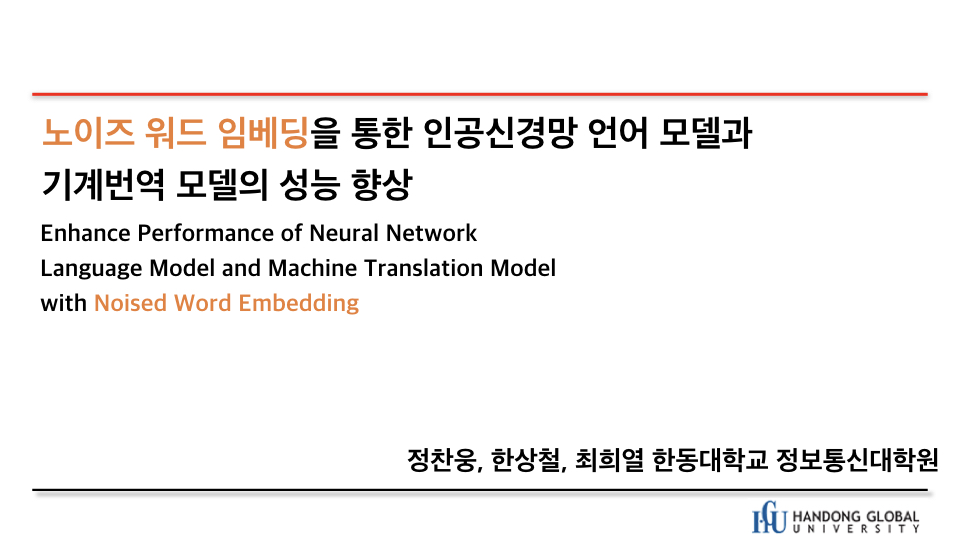 노이즈 워드 임베딩을 통한 인공신경망 언어 모델과
기계번역 모델의 성능 향상
Enhance Performance of Neural Network
Language Model and Machine Translation Model
with Noised Word Embedding
정찬웅, 한상철, 최희열 한동대학교 정보통신대학원
HGU HANDONG GLOBAL
UNIVERSITY